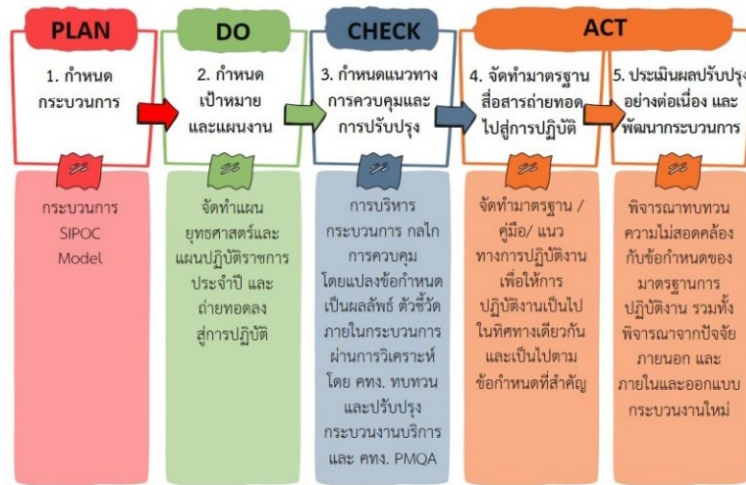 PLAN
1. กำหนด
กระบวนการ
กระบวนการ
SIPOC
Model
DO
2. กำหนด
เป้าหมาย
และแผนงาน
จัดทำแผน
ยุทธศาสตร์และ
แผนปฏิบัติราชการ
ประจำปี และ
ถ่ายทอดลง
สู่การปฏิบัติ
CHECK
3. กำหนดแนวทาง
การควบคุมและ
การปรับปรุง
การบริหาร
กระบวนการ กลไก
การควบคุม
โดยแปลงข้อกำหนด
เป็นผลลัพธ์ ตัวชี้วัด
ภายในกระบวนการ
ผ่านการวิเคราะห์
โดย คทง. ทบทวน
และปรับปรุง
กระบวนงานบริการ
และ คทง. PMQA
ACT
4. จัดทำมาตรฐาน
สื่อสารถ่ายทอด
ไปสู่การปฏิบัติ
จัดทำมาตรฐาน /
คู่มือ/ แนว
ทางการปฏิบัติงาน
เพื่อให้การ
ปฏิบัติงานเป็นไป
ในทิศทางเดียวกัน
และเป็นไปตาม
ข้อกำหนดที่สำคัญ
5. ประเมินผลปรับปรุง
อย่างต่อเนื่อง และ
พัฒนากระบวนการ
พิจารณาทบทวน
ความไม่สอดคล้อง
กับข้อกำหนดของ
มาตรฐานการ
ปฏิบัติงาน รวมทั้ง
พิจารณาจากปัจจัย
ภายนอก และ
ภายในและออกแบบ
กระบวนงานใหม่